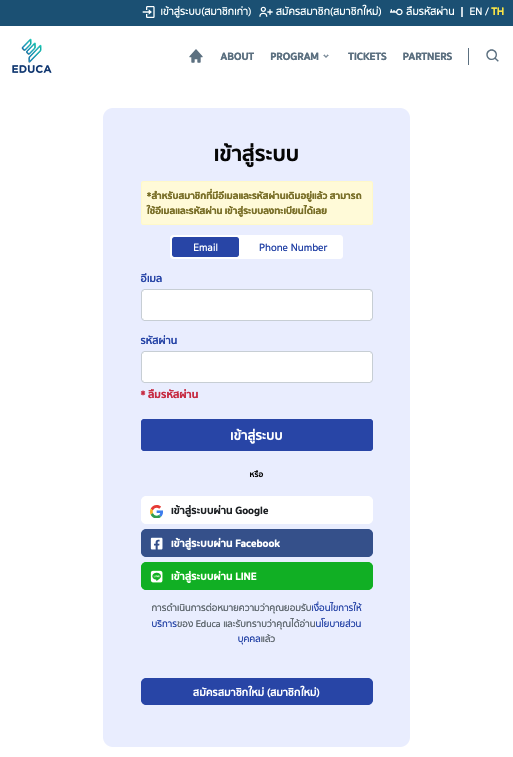 เข้าสู่ระบบ(สมาชิกเก่า) สมัครสมาชิก(สมาชิกใหม่) ลืมรหัสผ่าน | EN / TH
EDUCA
ABOUT PROGRAM TICKETS PARTNERS
เข้าสู่ระบบ
*สำหรับสมาชิกที่มีอีเมลและรหัสผ่านเดิมอยู่แล้ว สามารถ
ใช้อีเมลและรหัสผ่าน เข้าสู่ระบบลงทะเบียนได้เลย
Email Phone Number
อีเมล
รหัสผ่าน
* ลืมรหัสผ่าน
เข้าสู่ระบบ
หรือ
เข้าสู่ระบบผ่าน Google
เข้าสู่ระบบผ่าน Facebook
เข้าสู่ระบบผ่าน LINE
การดำเนินการต่อหมายความว่าคุณยอมรับเงื่อนไขการให้
บริการของ Educa และรับทราบว่าคุณได้อ่านนโยบายส่วน
บุคคลแล้ว
สมัครสมาชิกใหม่ (สมาชิกใหม่)